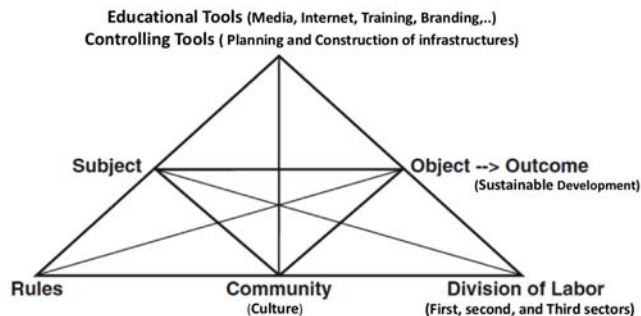 Educational Tools (Media, Internet, Training, Branding,..)
Controlling Tools ( Planning and Construction of infrastructures)
Subject
Object --> Outcome
(Sustainable Development)
Rules
Community
(Culture)
Division of Labor
(First, second, and Third sectors)